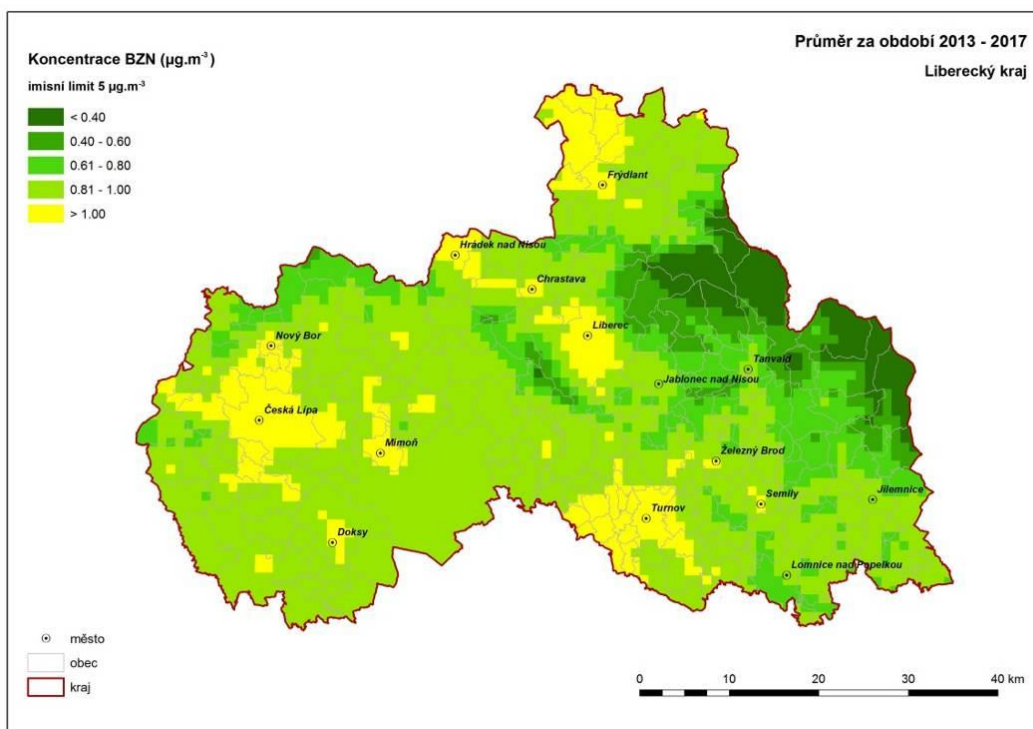 Průměr za období 2013 - 2017
Liberecký kraj
Koncentrace BZN (µg.m⁻³)
imisní limit 5 µg.m⁻³
< 0.40
0.40 - 0.60
0.61 - 0.80
0.81 - 1.00
> 1.00
Frýdlant
Hrádek nad Nisou
Chrastava
Liberec
Nový Bor
Tanvald
Jablonec nad Nisou
Česká Lípa
Mimoň
Železný Brod
Semily
Jilemnice
Turnov
Doksy
Lomnice nad Popelkou
město
obec
kraj
0 10 20 30 40 km